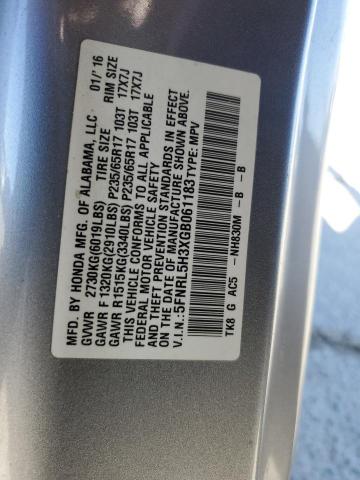 MFD. BY HONDA MFG. OF ALABAMA, LLC 01/'16
GVWR 2730KG(6019LBS) TIRE SIZE RIM SIZE
GAWR F 1320KG(2910LBS) P235/65R17 103T 17X7J
GAWR R1515KG(3340LBS) P235/65R17 103T 17X7J
THIS VEHICLE CONFORMS TO ALL APPLICABLE
FEDERAL MOTOR VEHICLE SAFETY,
AND THEFT PREVENTION STANDARDS IN EFFECT
ON THE DATE OF MANUFACTURE SHOWN ABOVE.
V.I.N.:5FNRL5H3XGB061183TYPE: MPV
TK8 G AC5 -NH830M -B -B